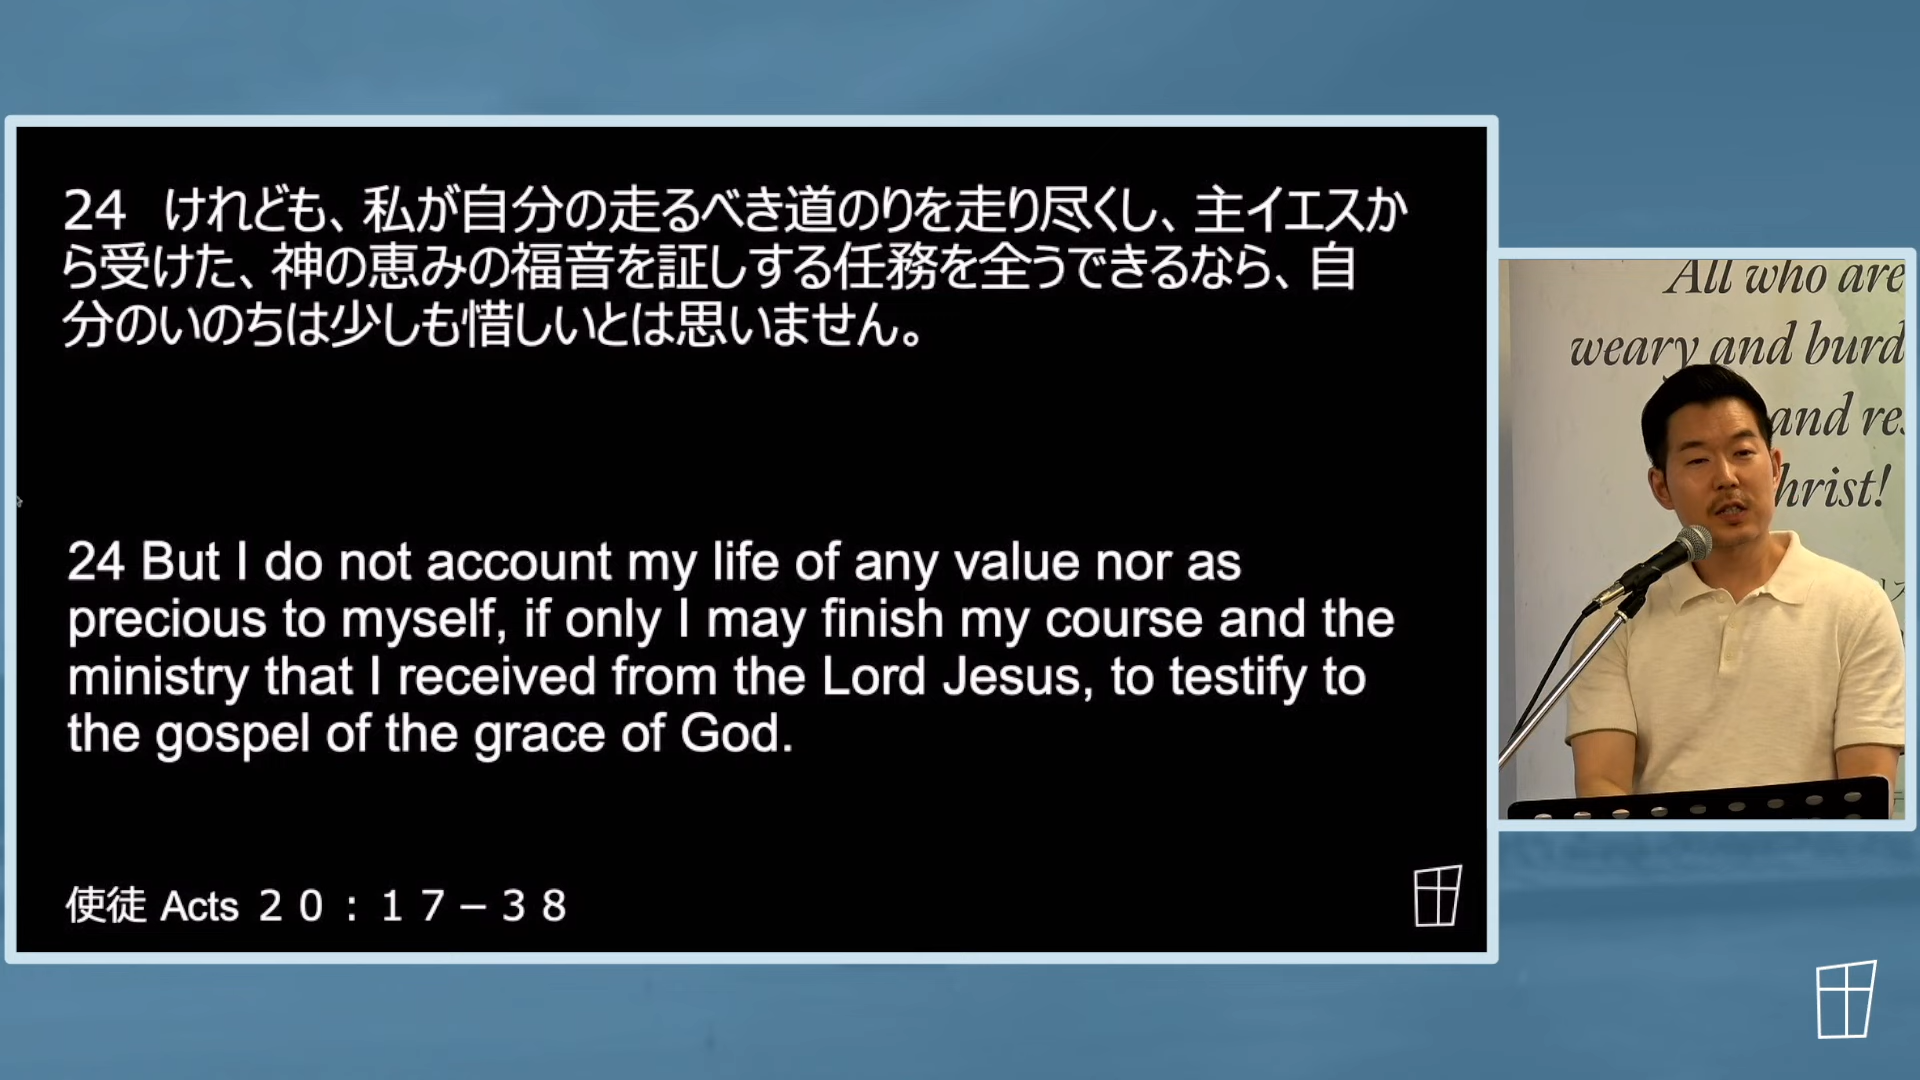 24 けれども、私が自分の走るべき道のりを走り尽くし、主イエスか
ら受けた、神の恵みの福音を証しする任務を全うできるなら、自
分のいのちは少しも惜しいとは思いません。
24 But I do not account my life of any value nor as
precious to myself, if only I may finish my course and the
ministry that I received from the Lord Jesus, to testify to
the gospel of the grace of God.
使徒 Acts ２０：１７－３８
All who are
weary and burd
and res
hrist!